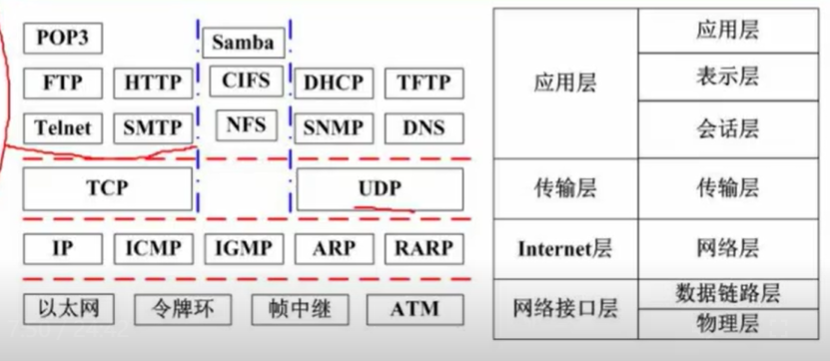 POP3 Samba
FTP HTTP CIFS DHCP TFTP
Telnet SMTP NFS SNMP DNS
TCP UDP
IP ICMP IGMP ARP RARP
以太网 令牌环 帧中继 ATM
应用层 应用层
表示层
会话层
传输层 传输层
Internet层 网络层
网络接口层 数据链路层
物理层